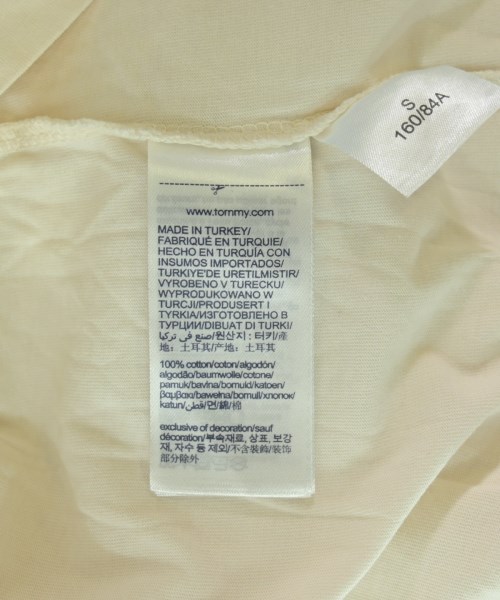 S
160/84A
www.tommy.com
MADE IN TURKEY/
FABRIQUÉ EN TURQUIE/
HECHO EN TURQUÍA CON
INSUMOS IMPORTADOS/
TURKIYE'DE URETILMISTIR/
VYROBENO V TURECKU/
WYPRODUKOWANO W
TURCJI/PRODUSERT I
TYRKIA/ИЗГОТОВЛЕНО В
ТУРЦИИ/DIBUAT DI TURKI/
صنع في تركيا/원산지 : 터키/產
地: 土耳其/产地: 土耳其
100% cotton/coton/algodón/
algodão/baumwolle/cotone/
pamuk/bavlna/bomuld/katoen/
βαμβακι/bawełna/bomull/хлопок/
katun/قطن/면/綿/棉
exclusive of decoration/sauf
décoration/부속재료, 상표, 보강
재, 자수 등 제외/不含裝飾/装饰
部分除外